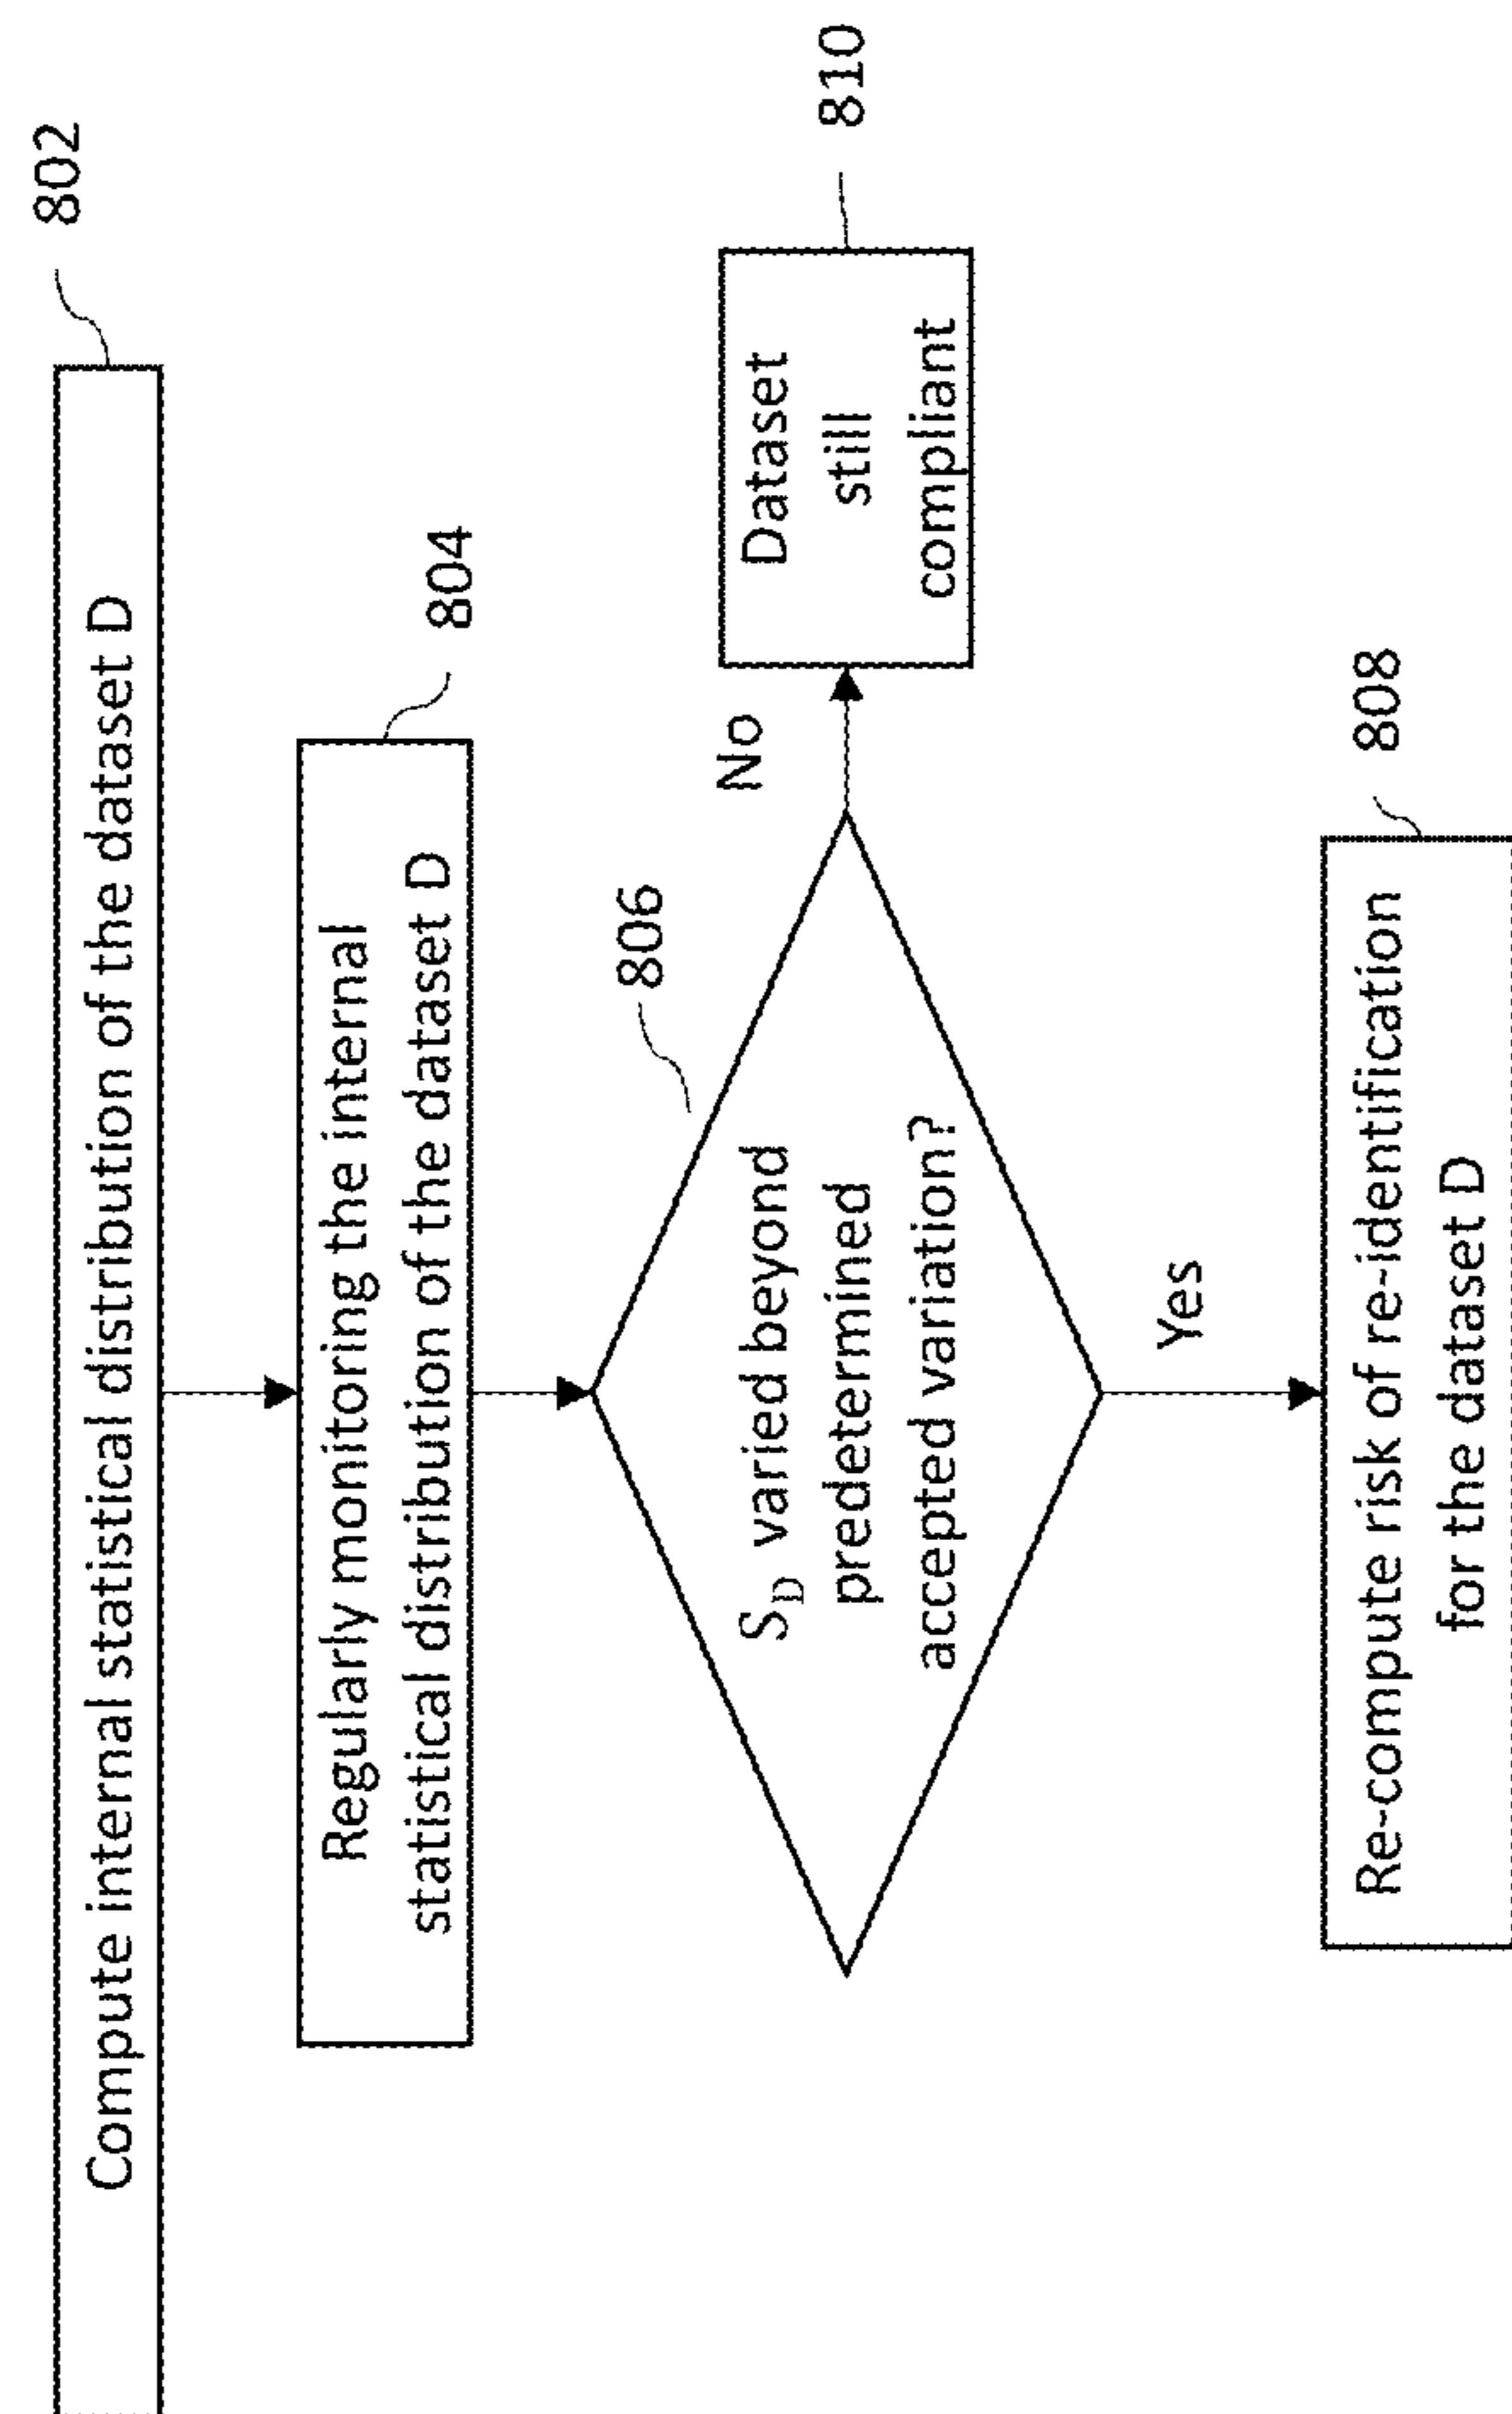 802
Compute internal statistical distribution of the dataset D
804
Regularly monitoring the internal
statistical distribution of the dataset D
806
S_D varied beyond
predetermined
accepted variation?
No
810
Dataset
still
compliant
Yes
808
Re-compute risk of re-identification
for the dataset D